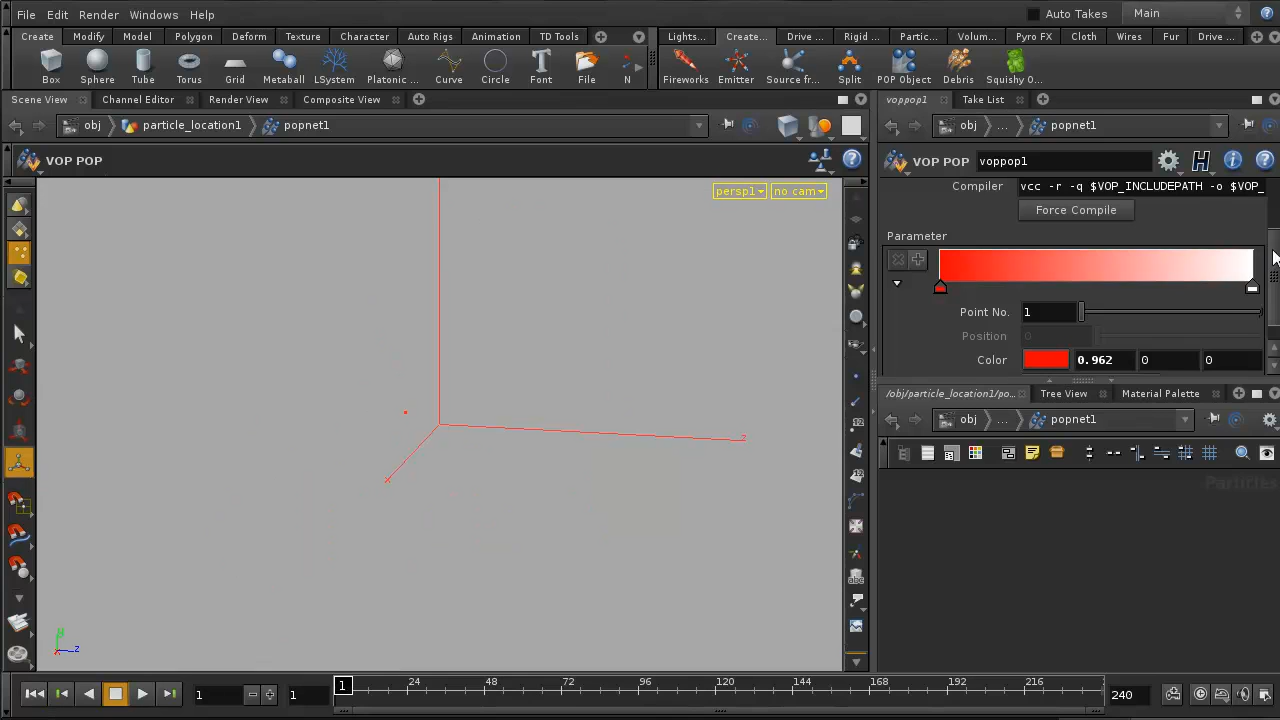 File Edit Render Windows Help Auto Takes Main
Create Modify Model Polygon Deform Texture Character Auto Rigs Animation TD Tools Lights... Create... Drive ... Partic... Rigid ... Volum... Pyro FX Cloth Wires Fur Drive ...
Box Sphere Tube Torus Grid Metaball LSystem Platonic ... Curve Circle Font File N Fireworks Emitter Source fr... Split POP Object Debris Squishy O...
Scene View Channel Editor Render View Composite View voppop1 Take List
obj particle_location1 popnet1 obj ... popnet1
VOP POP VOP POP voppop1
persp1 no cam
Compiler vcc -r -q $VOP_INCLUDEPATH -o $VOP_
Force Compile
Parameter
Point No. 1
Position 0
Color 0.962 0 0
/obj/particle_location1/po... Tree View Material Palette
obj ... popnet1
Particles
z
x
y
z
x
1 1 1 24 48 72 96 120 144 168 192 216 240